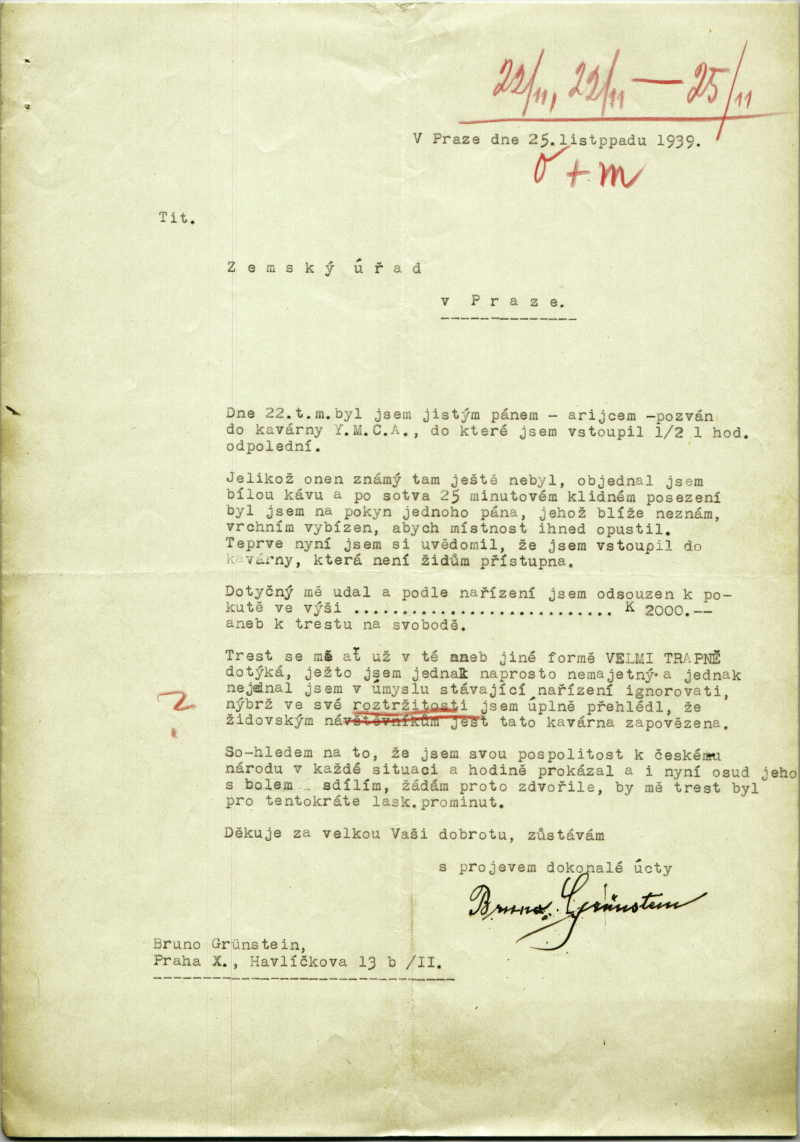 22/11, 22/11 — 25/11
V Praze dne 25.listppadu 1939.
+ m
Tit.
Zemský úřad
v Praze.
Dne 22.t.m.byl jsem jistým pánem - arijcem -pozván
do kavárny Y.M.C.A., do které jsem vstoupil 1/2 1 hod.
odpolední.
Jelikož onen známý tam ještě nebyl, objednal jsem
bílou kávu a po sotva 25 minutovém klidném posezení
byl jsem na pokyn jednoho pána, jehož blíže neznám,
vrchním vybízen, abych místnost ihned opustil.
Teprve nyní jsem si uvědomil, že jsem vstoupil do
kavárny, která není židům přístupna.
Dotyčný mě udal a podle nařízení jsem odsouzen k po-
kutě ve výši ........................... K 2000.--
aneb k trestu na svobodě.
Trest se mě ať už v té aneb jiné formě VELMI TRAPNĚ
dotýká, ježto jsem jednak naprosto nemajetný a jednak
nejednal jsem v úmyslu stávající nařízení ignorovati,
nýbrž ve své roztržitosti jsem úplně přehlédl, že
židovským návštěvníkům jest tato kavárna zapovězena.
?
So-hledem na to, že jsem svou pospolitost k českému
národu v každé situaci a hodině prokázal a i nyní osud jeho
s bolem sdílím, žádám proto zdvořile, by mě trest byl
pro tentokráte lask.prominut.
Děkuje za velkou Vaši dobrotu, zůstávám
s projevem dokonalé úcty
Bruno Grünstein
Bruno Grünstein,
Praha X., Havlíčkova 13 b /II.